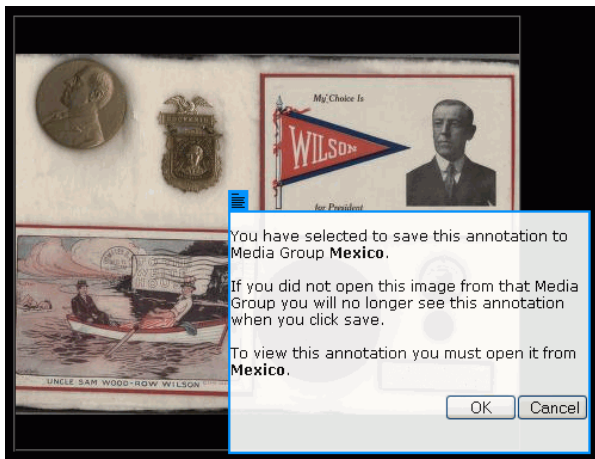 My Choice Is
WILSON
for President
You have selected to save this annotation to
Media Group Mexico.
If you did not open this image from that Media
Group you will no longer see this annotation
when you click save.
To view this annotation you must open it from
Mexico.
OK Cancel
UNCLE SAM WOOD-ROW WILSON